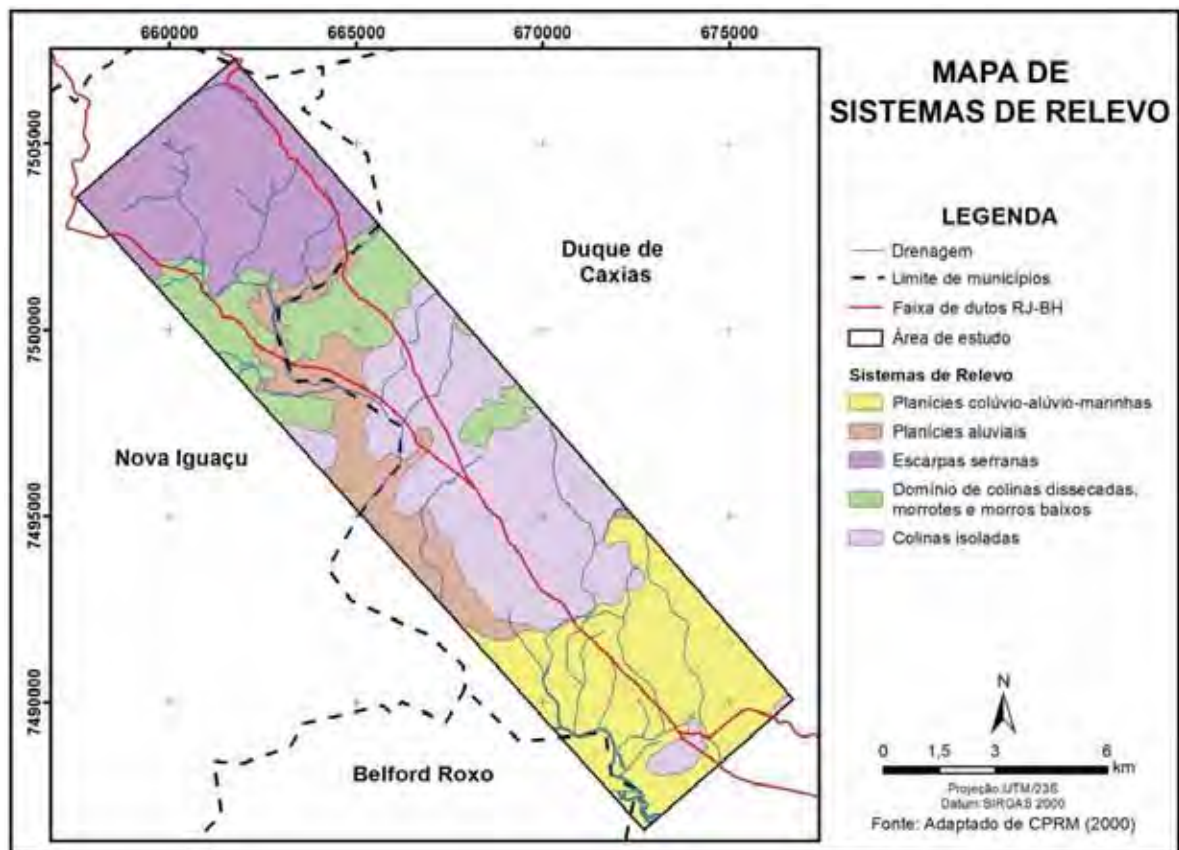 660000 665000 670000 675000
7505000
7500000
7495000
7490000
Duque de
Caxias
Nova Iguaçu
Belford Roxo
MAPA DE
SISTEMAS DE RELEVO
LEGENDA
Drenagem
Limite de municípios
Faixa de dutos RJ-BH
Área de estudo
Sistemas de Relevo
Planícies colúvio-alúvio-marinhas
Planícies aluviais
Escarpas serranas
Domínio de colinas dissecadas,
morrotes e morros baixos
Colinas isoladas
N
0 1,5 3 6
km
Projeção:UTM/23S
Datum:SIRGAS 2000
Fonte: Adaptado de CPRM (2000)